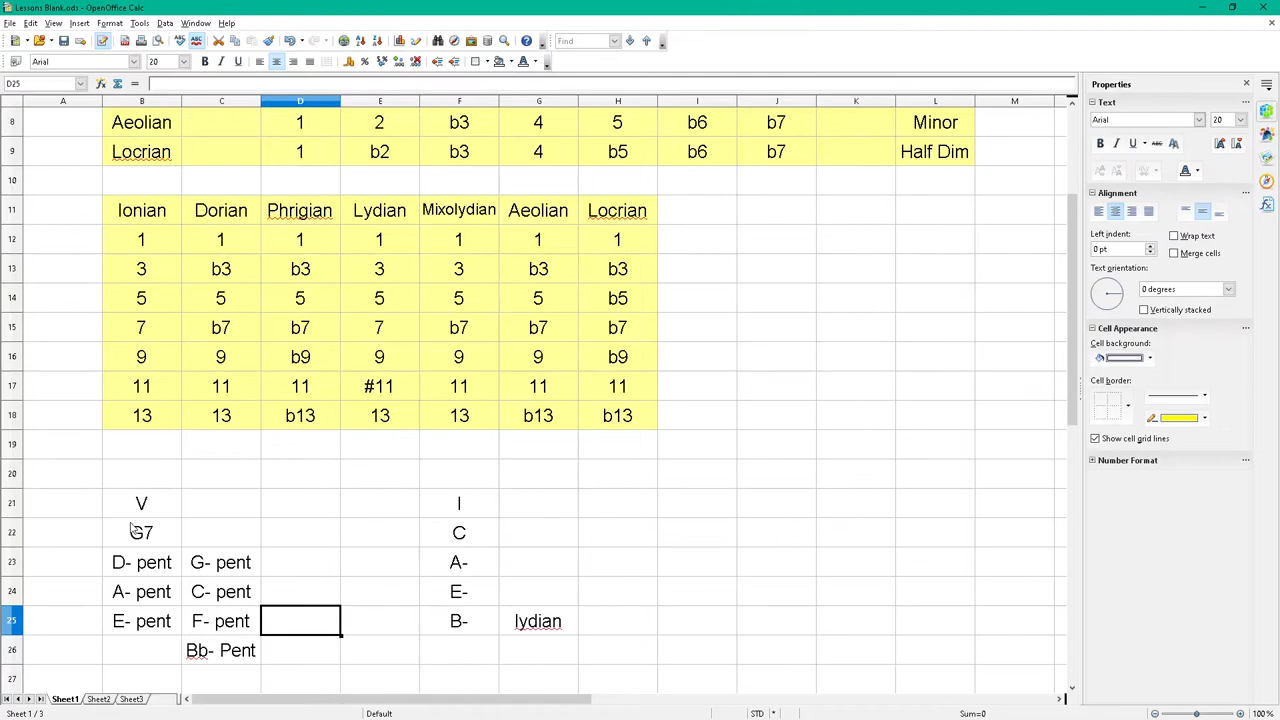 Lessons Blank.ods - OpenOffice Calc
File Edit View Insert Format Tools Data Window Help
Find
Arial 20
D25
A B C D E F G H I J K L M
8 Aeolian 1 2 b3 4 5 b6 b7 Minor
9 Locrian 1 b2 b3 4 b5 b6 b7 Half Dim
10
11 Ionian Dorian Phrigian Lydian Mixolydian Aeolian Locrian
12 1 1 1 1 1 1 1
13 3 b3 b3 3 3 b3 b3
14 5 5 5 5 5 5 b5
15 7 b7 b7 7 b7 b7 b7
16 9 9 b9 9 9 9 b9
17 11 11 11 #11 11 11 11
18 13 13 b13 13 13 b13 b13
19
20
21 V I
22 G7 C
23 D- pent G- pent A-
24 A- pent C- pent E-
25 E- pent F- pent B- lydian
26 Bb- Pent
27
Sheet1 Sheet2 Sheet3
Sheet 1 / 3 Default STD * Sum=0 100 %
Properties
Text
Arial 20
Alignment
Left indent:
0 pt
Wrap text
Merge cells
Text orientation:
0 degrees
Vertically stacked
Cell Appearance
Cell background:
Cell border:
Show cell grid lines
Number Format